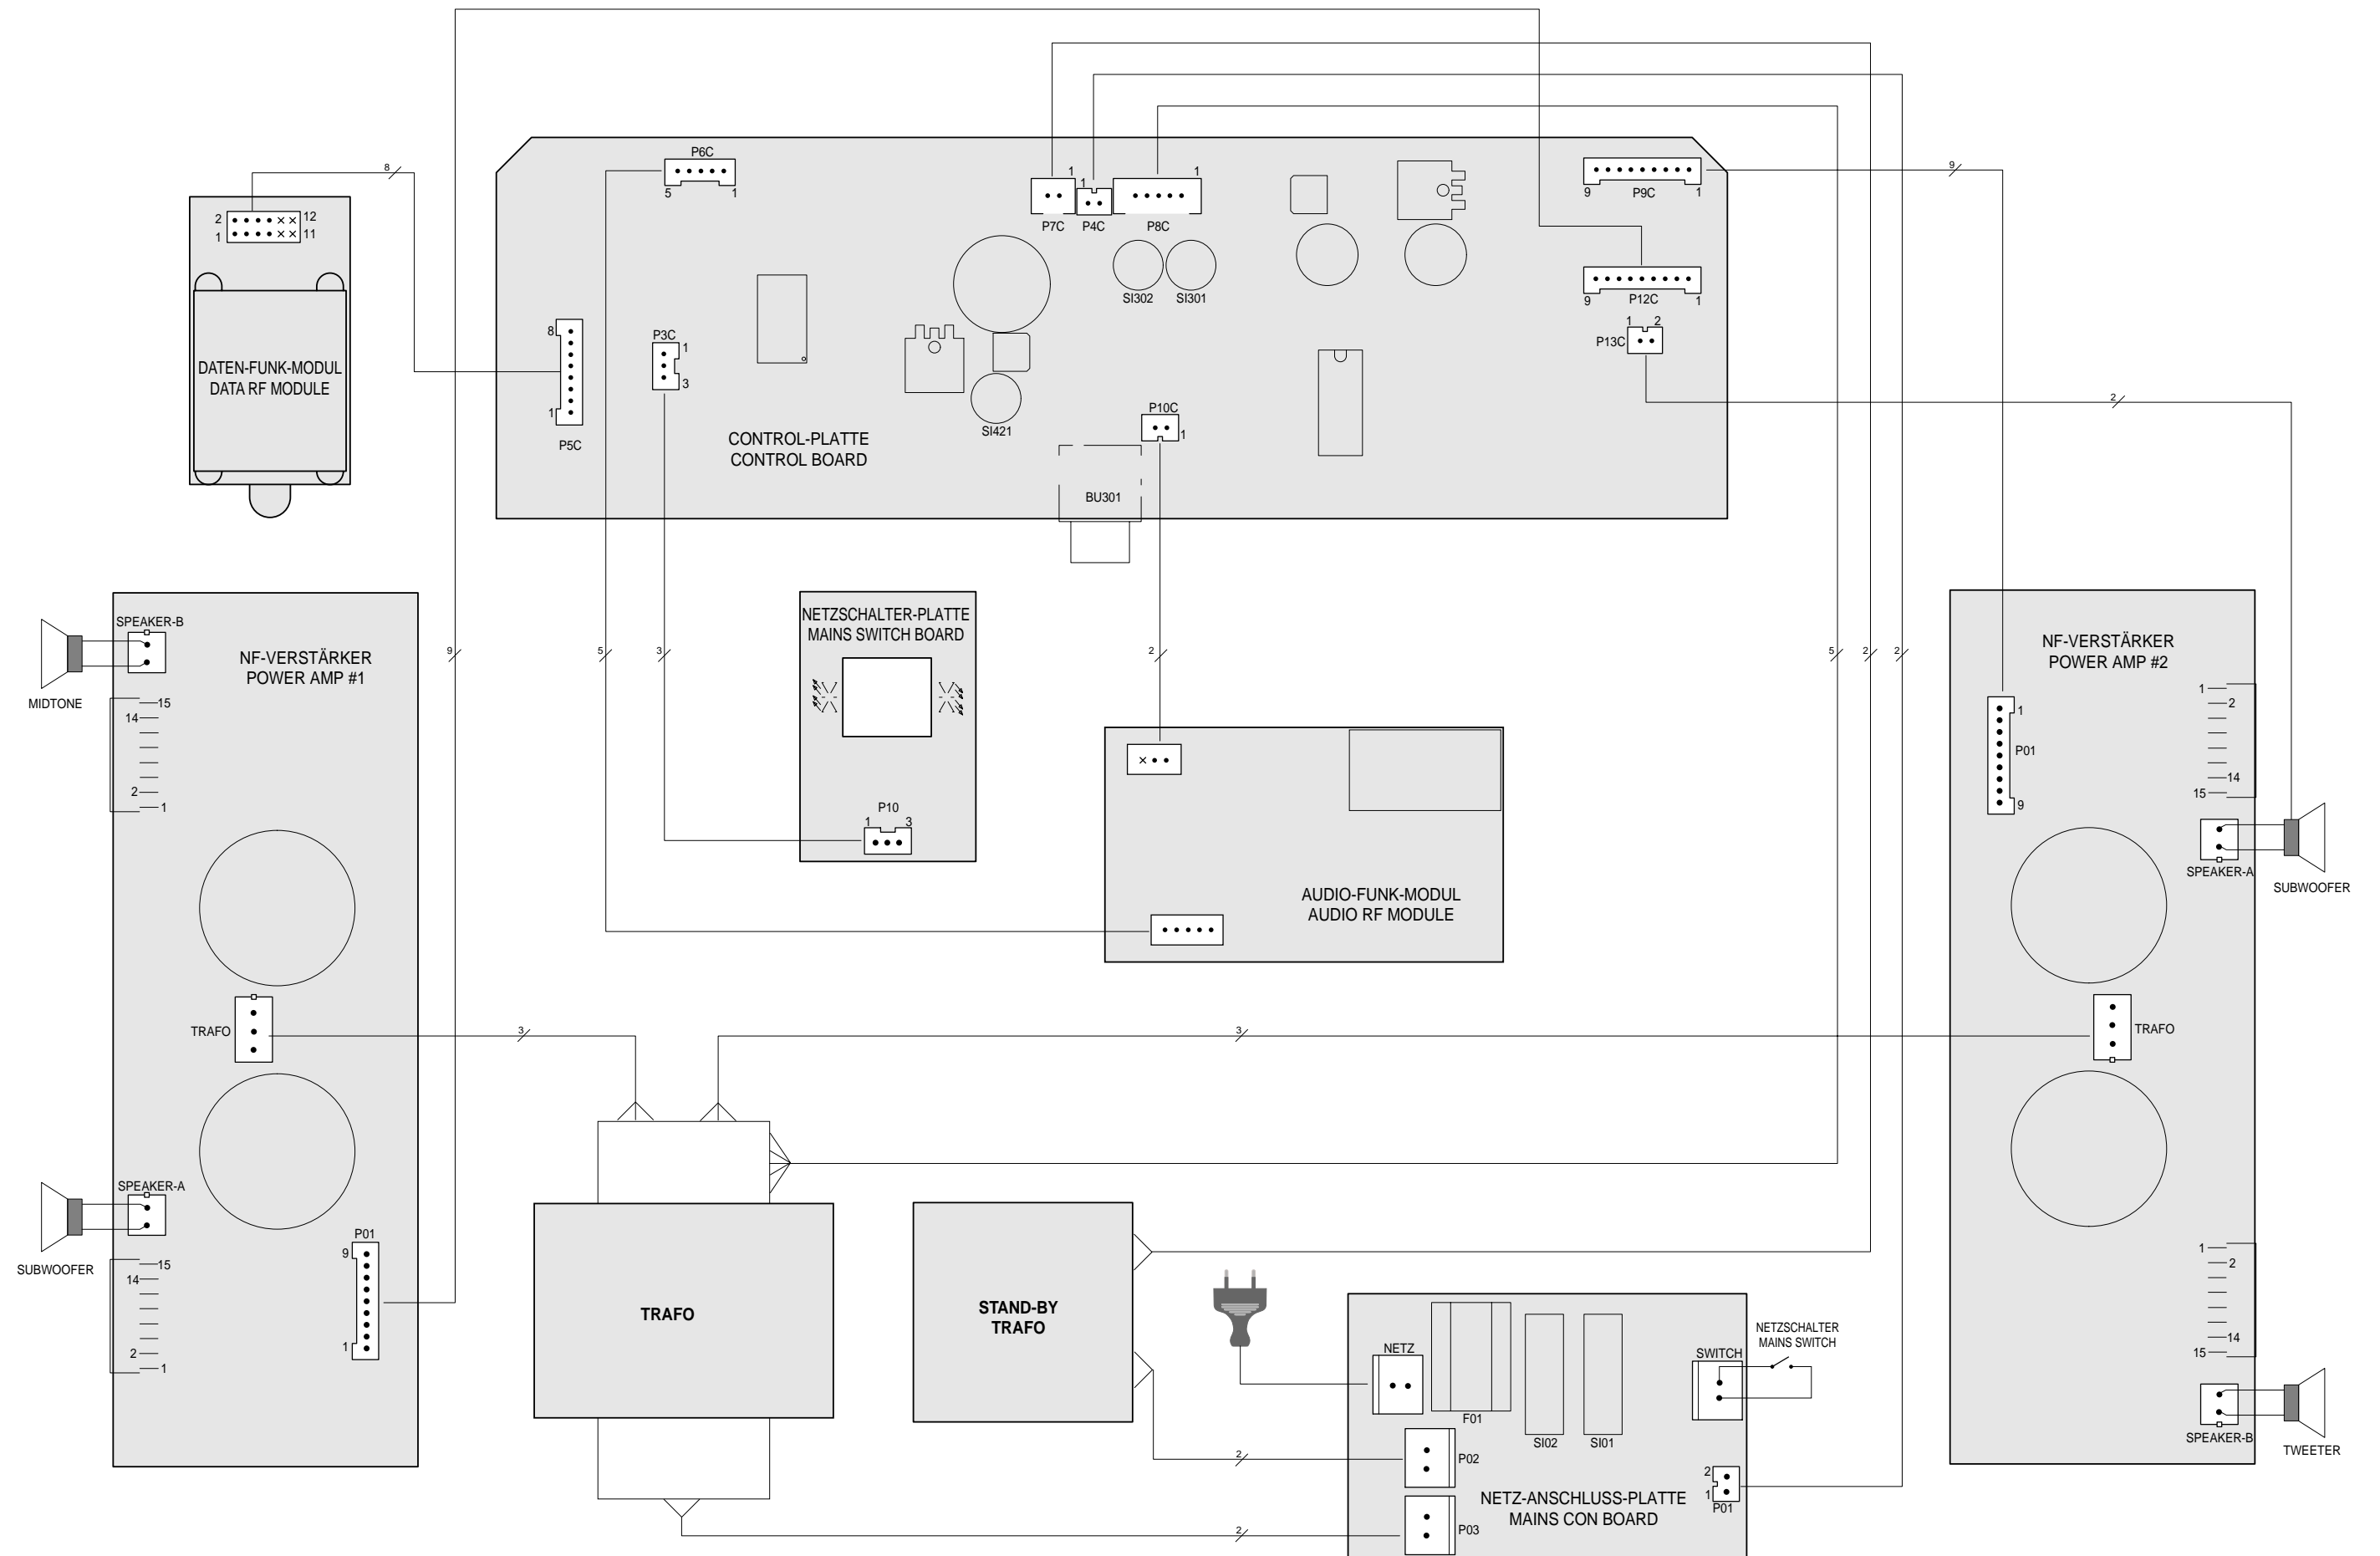 8
2
12
1
11
DATEN-FUNK-MODUL
DATA RF MODULE
P6C
5
1
1
1
1
P7C
P4C
P8C
SI302
SI301
9
P9C
1
9
9
P12C
1
1
2
P13C
2
8
1
P5C
P3C
1
3
SI421
P10C
1
BU301
CONTROL-PLATTE
CONTROL BOARD
SPEAKER-B
MIDTONE
NF-VERSTÄRKER
POWER AMP #1
15
14
2
1
TRAFO
SPEAKER-A
SUBWOOFER
15
14
2
1
P01
9
1
9
5
3
2
5
2
2
NETZSCHALTER-PLATTE
MAINS SWITCH BOARD
P10
1
3
AUDIO-FUNK-MODUL
AUDIO RF MODULE
NF-VERSTÄRKER
POWER AMP #2
1
P01
9
1
2
14
15
SPEAKER-A
SUBWOOFER
TRAFO
1
2
14
15
SPEAKER-B
TWEETER
3
3
TRAFO
STAND-BY
TRAFO
NETZ
F01
SI02
SI01
SWITCH
NETZSCHALTER
MAINS SWITCH
2
P02
2
P03
2
1
P01
NETZ-ANSCHLUSS-PLATTE
MAINS CON BOARD